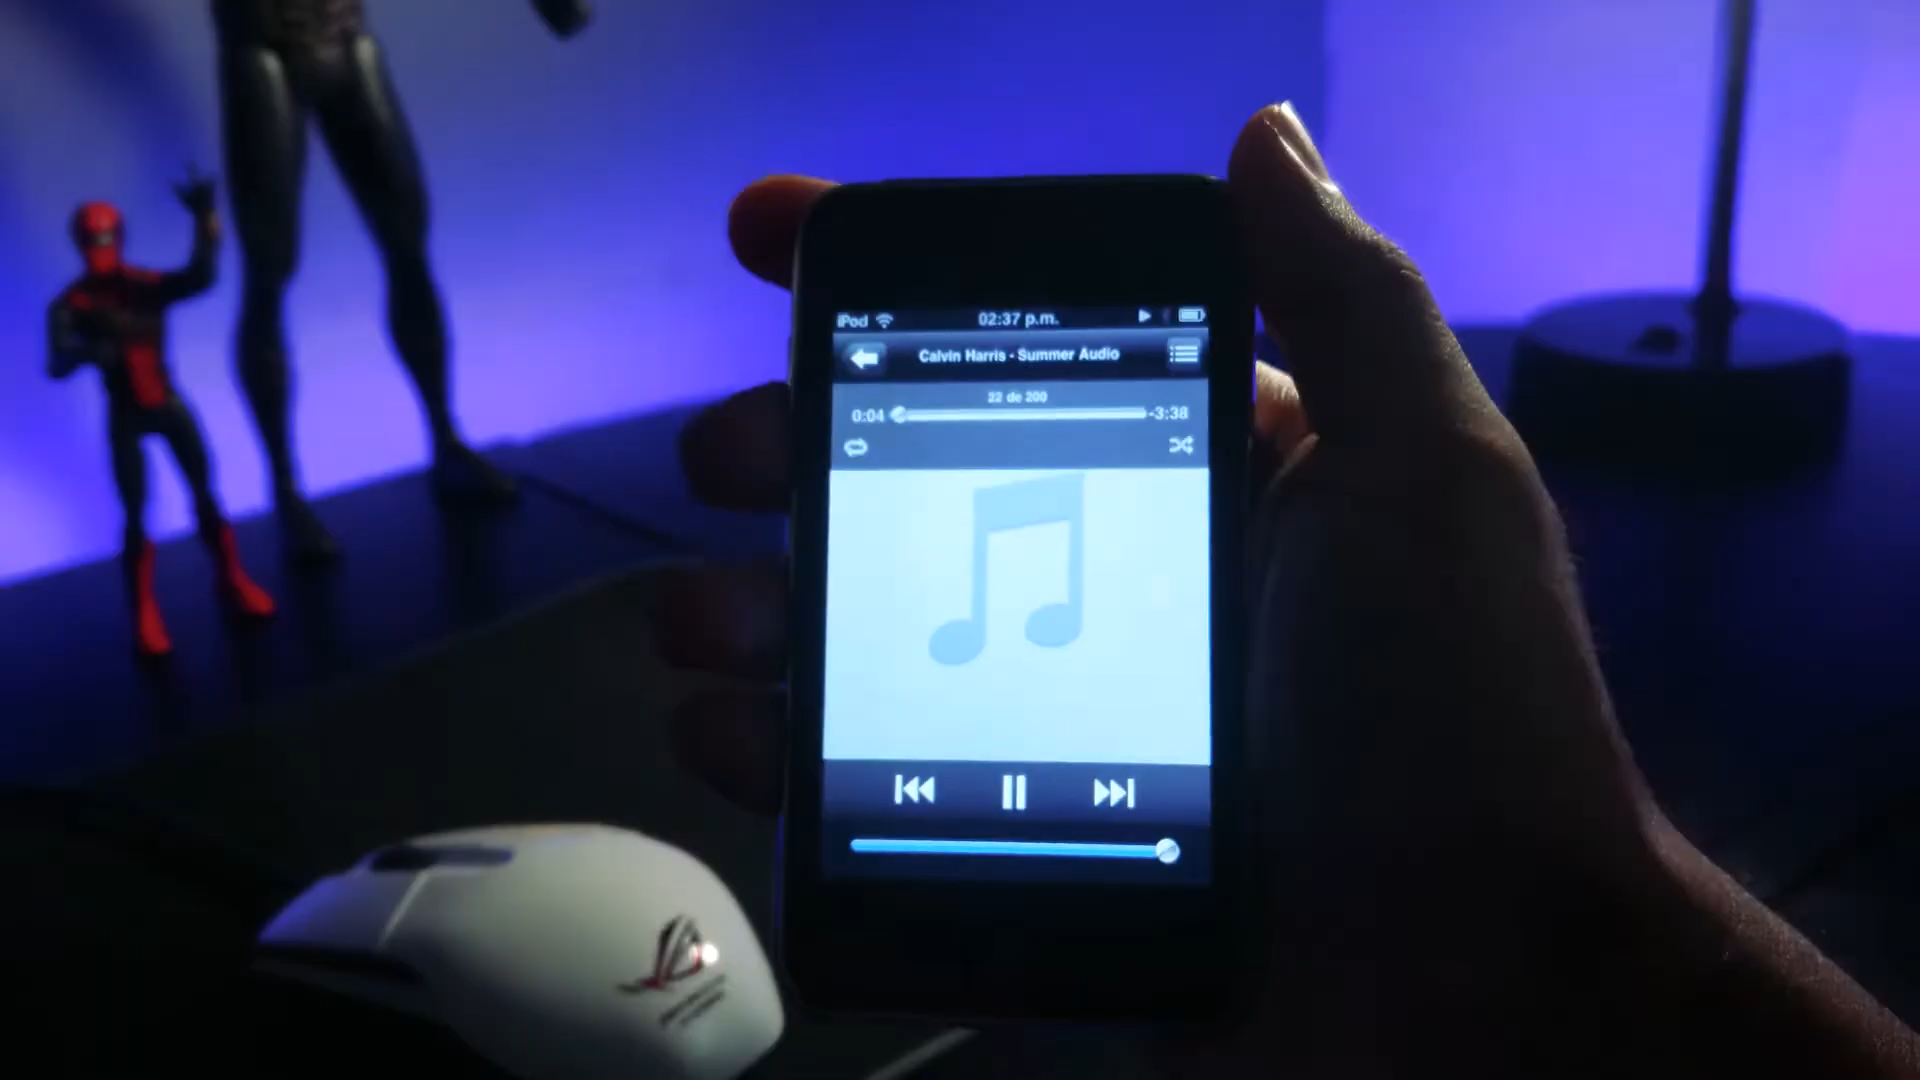 iPod 02:37 p.m.
Calvin Harris - Summer Audio
22 de 200
0:04 -3:38